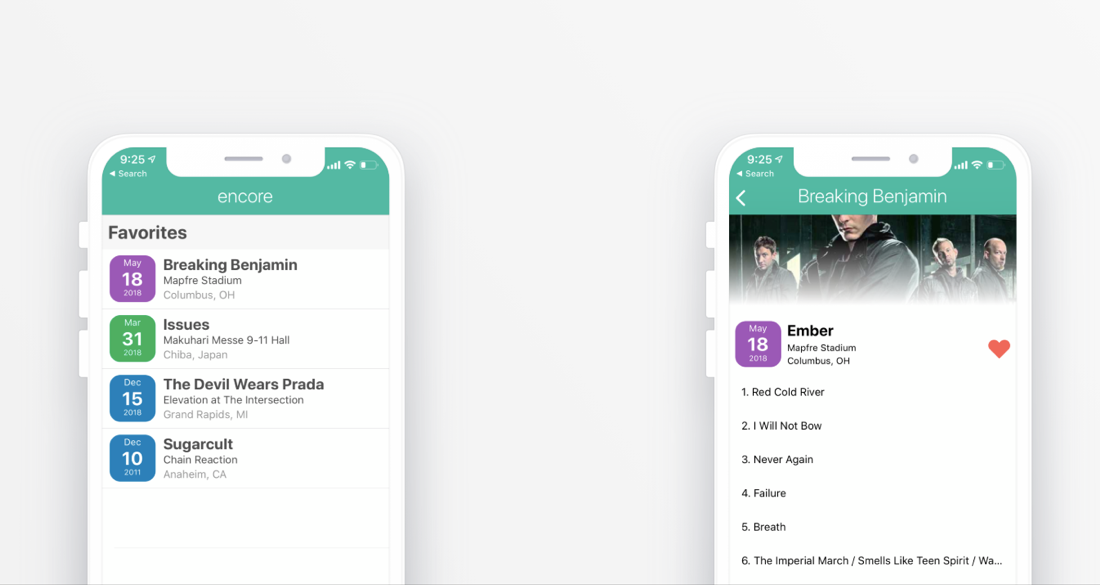 9:25
◀ Search
encore
Favorites
May
18
2018
Breaking Benjamin
Mapfre Stadium
Columbus, OH
Mar
31
2018
Issues
Makuhari Messe 9-11 Hall
Chiba, Japan
Dec
15
2018
The Devil Wears Prada
Elevation at The Intersection
Grand Rapids, MI
Dec
10
2011
Sugarcult
Chain Reaction
Anaheim, CA
9:25
◀ Search
Breaking Benjamin
May
18
2018
Ember
Mapfre Stadium
Columbus, OH
1. Red Cold River
2. I Will Not Bow
3. Never Again
4. Failure
5. Breath
6. The Imperial March / Smells Like Teen Spirit / Wa...